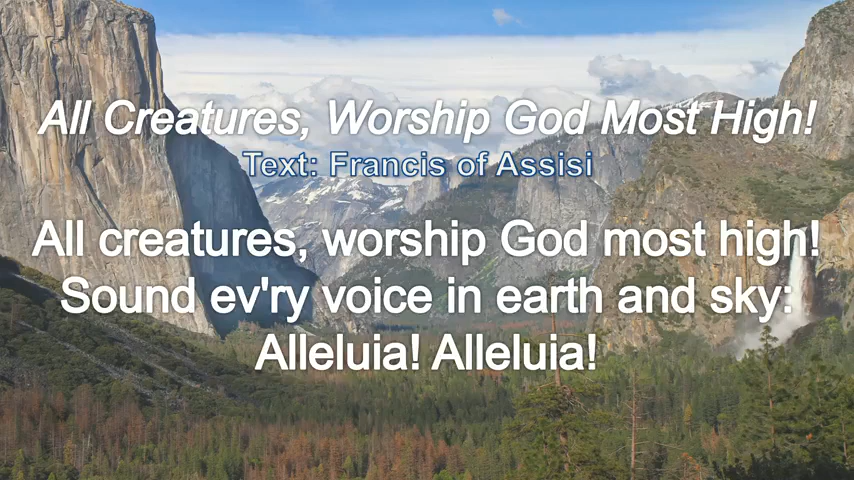 All Creatures, Worship God Most High!
Text: Francis of Assisi
All creatures, worship God most high!
Sound ev'ry voice in earth and sky:
Alleluia! Alleluia!